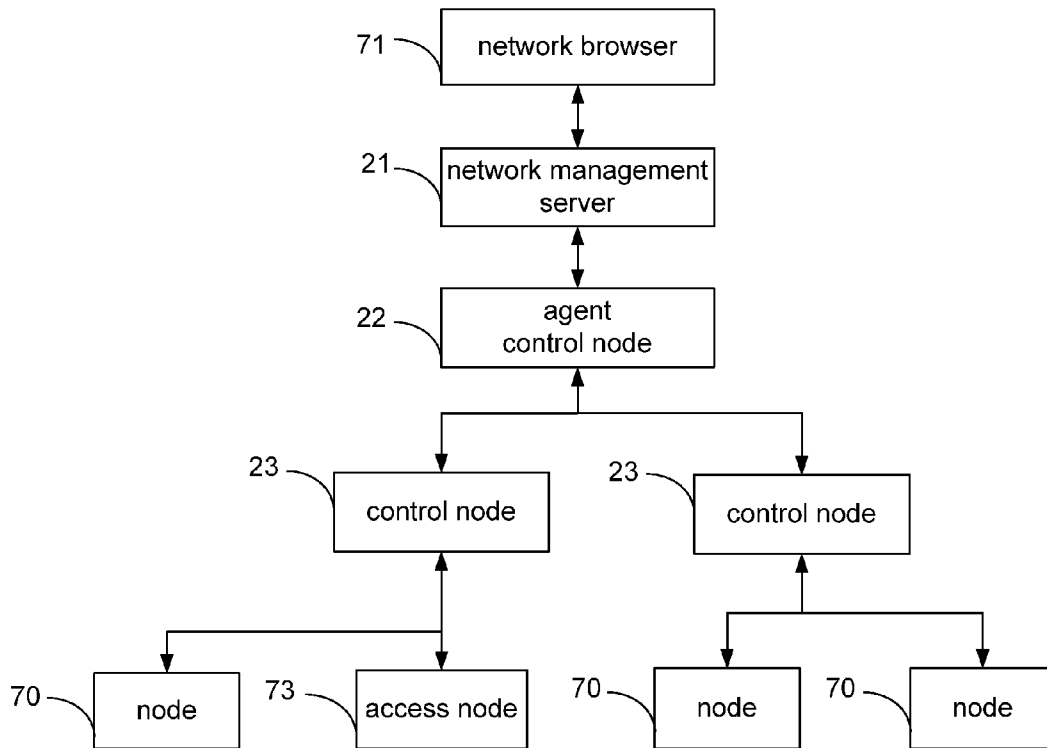 71
network browser
21
network management
server
22
agent
control node
23
control node
23
control node
70
node
73
access node
70
node
70
node